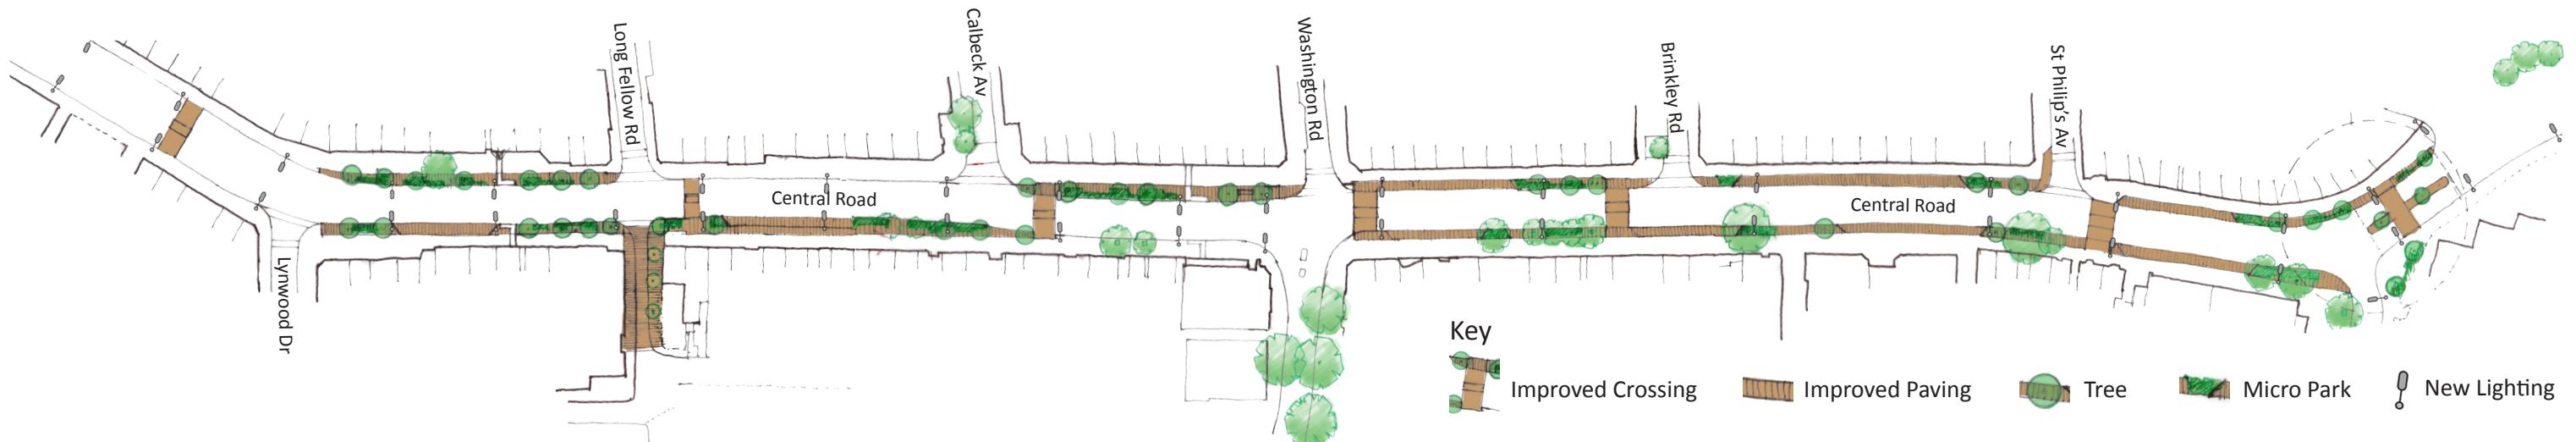 Long Fellow Rd
Calbeck Av
Washington Rd
Brinkley Rd
St Philip's Av
Central Road
Central Road
Lynwood Dr
Key
Improved Crossing
Improved Paving
Tree
Micro Park
New Lighting